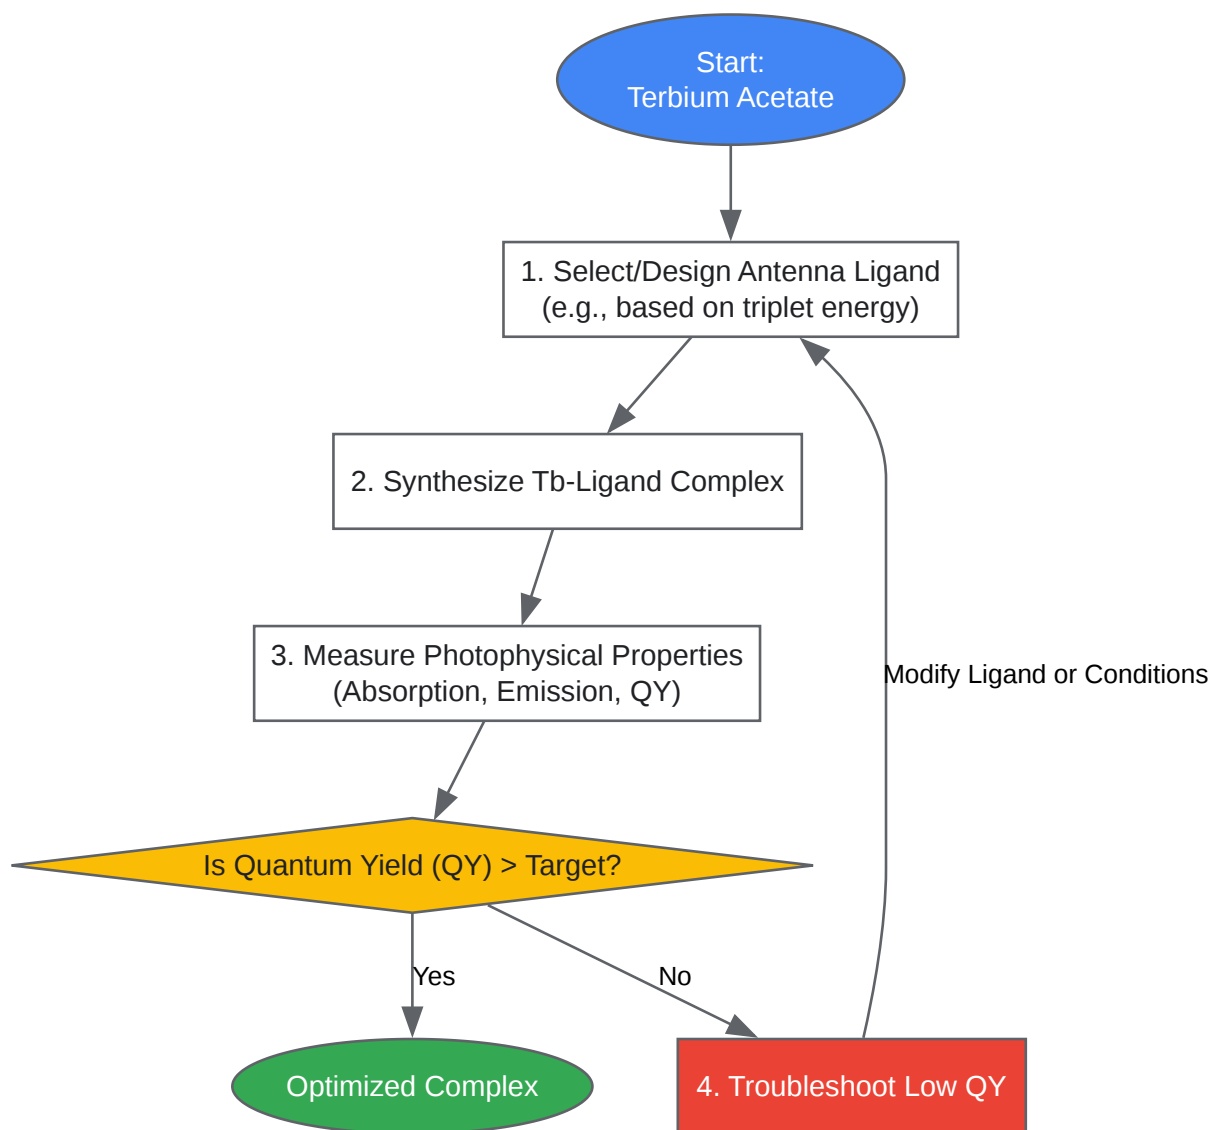 Start:
Terbium Acetate
1. Select/Design Antenna Ligand
(e.g., based on triplet energy)
2. Synthesize Tb-Ligand Complex
3. Measure Photophysical Properties
(Absorption, Emission, QY)
Modify Ligand or Conditions
Is Quantum Yield (QY) > Target?
Yes
No
Optimized Complex
4. Troubleshoot Low QY